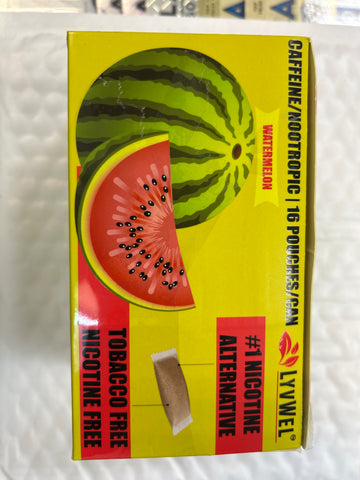 CAFFEINE/NOOTROPIC | 16 POUCHES/CAN
WATERMELON
LYVWEL®
#1 NICOTINE
ALTERNATIVE
TOBACCO FREE
NICOTINE FREE